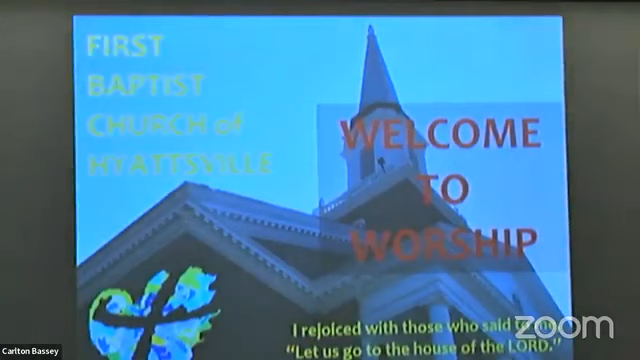 FIRST
BAPTIST
CHURCH of
HYATTSVILLE
WELCOME
TO
WORSHIP
I rejoiced with those who said to
"Let us go to the house of the LORD."
zoom
Carlton Bassey